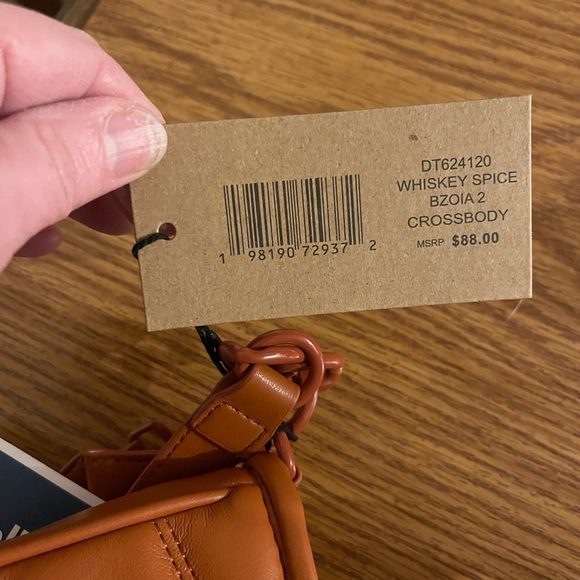 DT624120
WHISKEY SPICE
BZOIA 2
CROSSBODY
MSRP $88.00
1 98190 72937 2